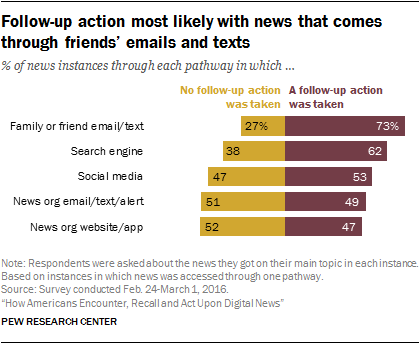 Follow-up action most likely with news that comes
through friends' emails and texts
% of news instances through each pathway in which ...
No follow-up action
was taken
A follow-up action
was taken
Family or friend email/text 27% 73%
Search engine 38 62
Social media 47 53
News org email/text/alert 51 49
News org website/app 52 47
Note: Respondents were asked about the news they got on their main topic in each instance.
Based on instances in which news was accessed through one pathway.
Source: Survey conducted Feb. 24-March 1, 2016.
“How Americans Encounter, Recall and Act Upon Digital News”
PEW RESEARCH CENTER